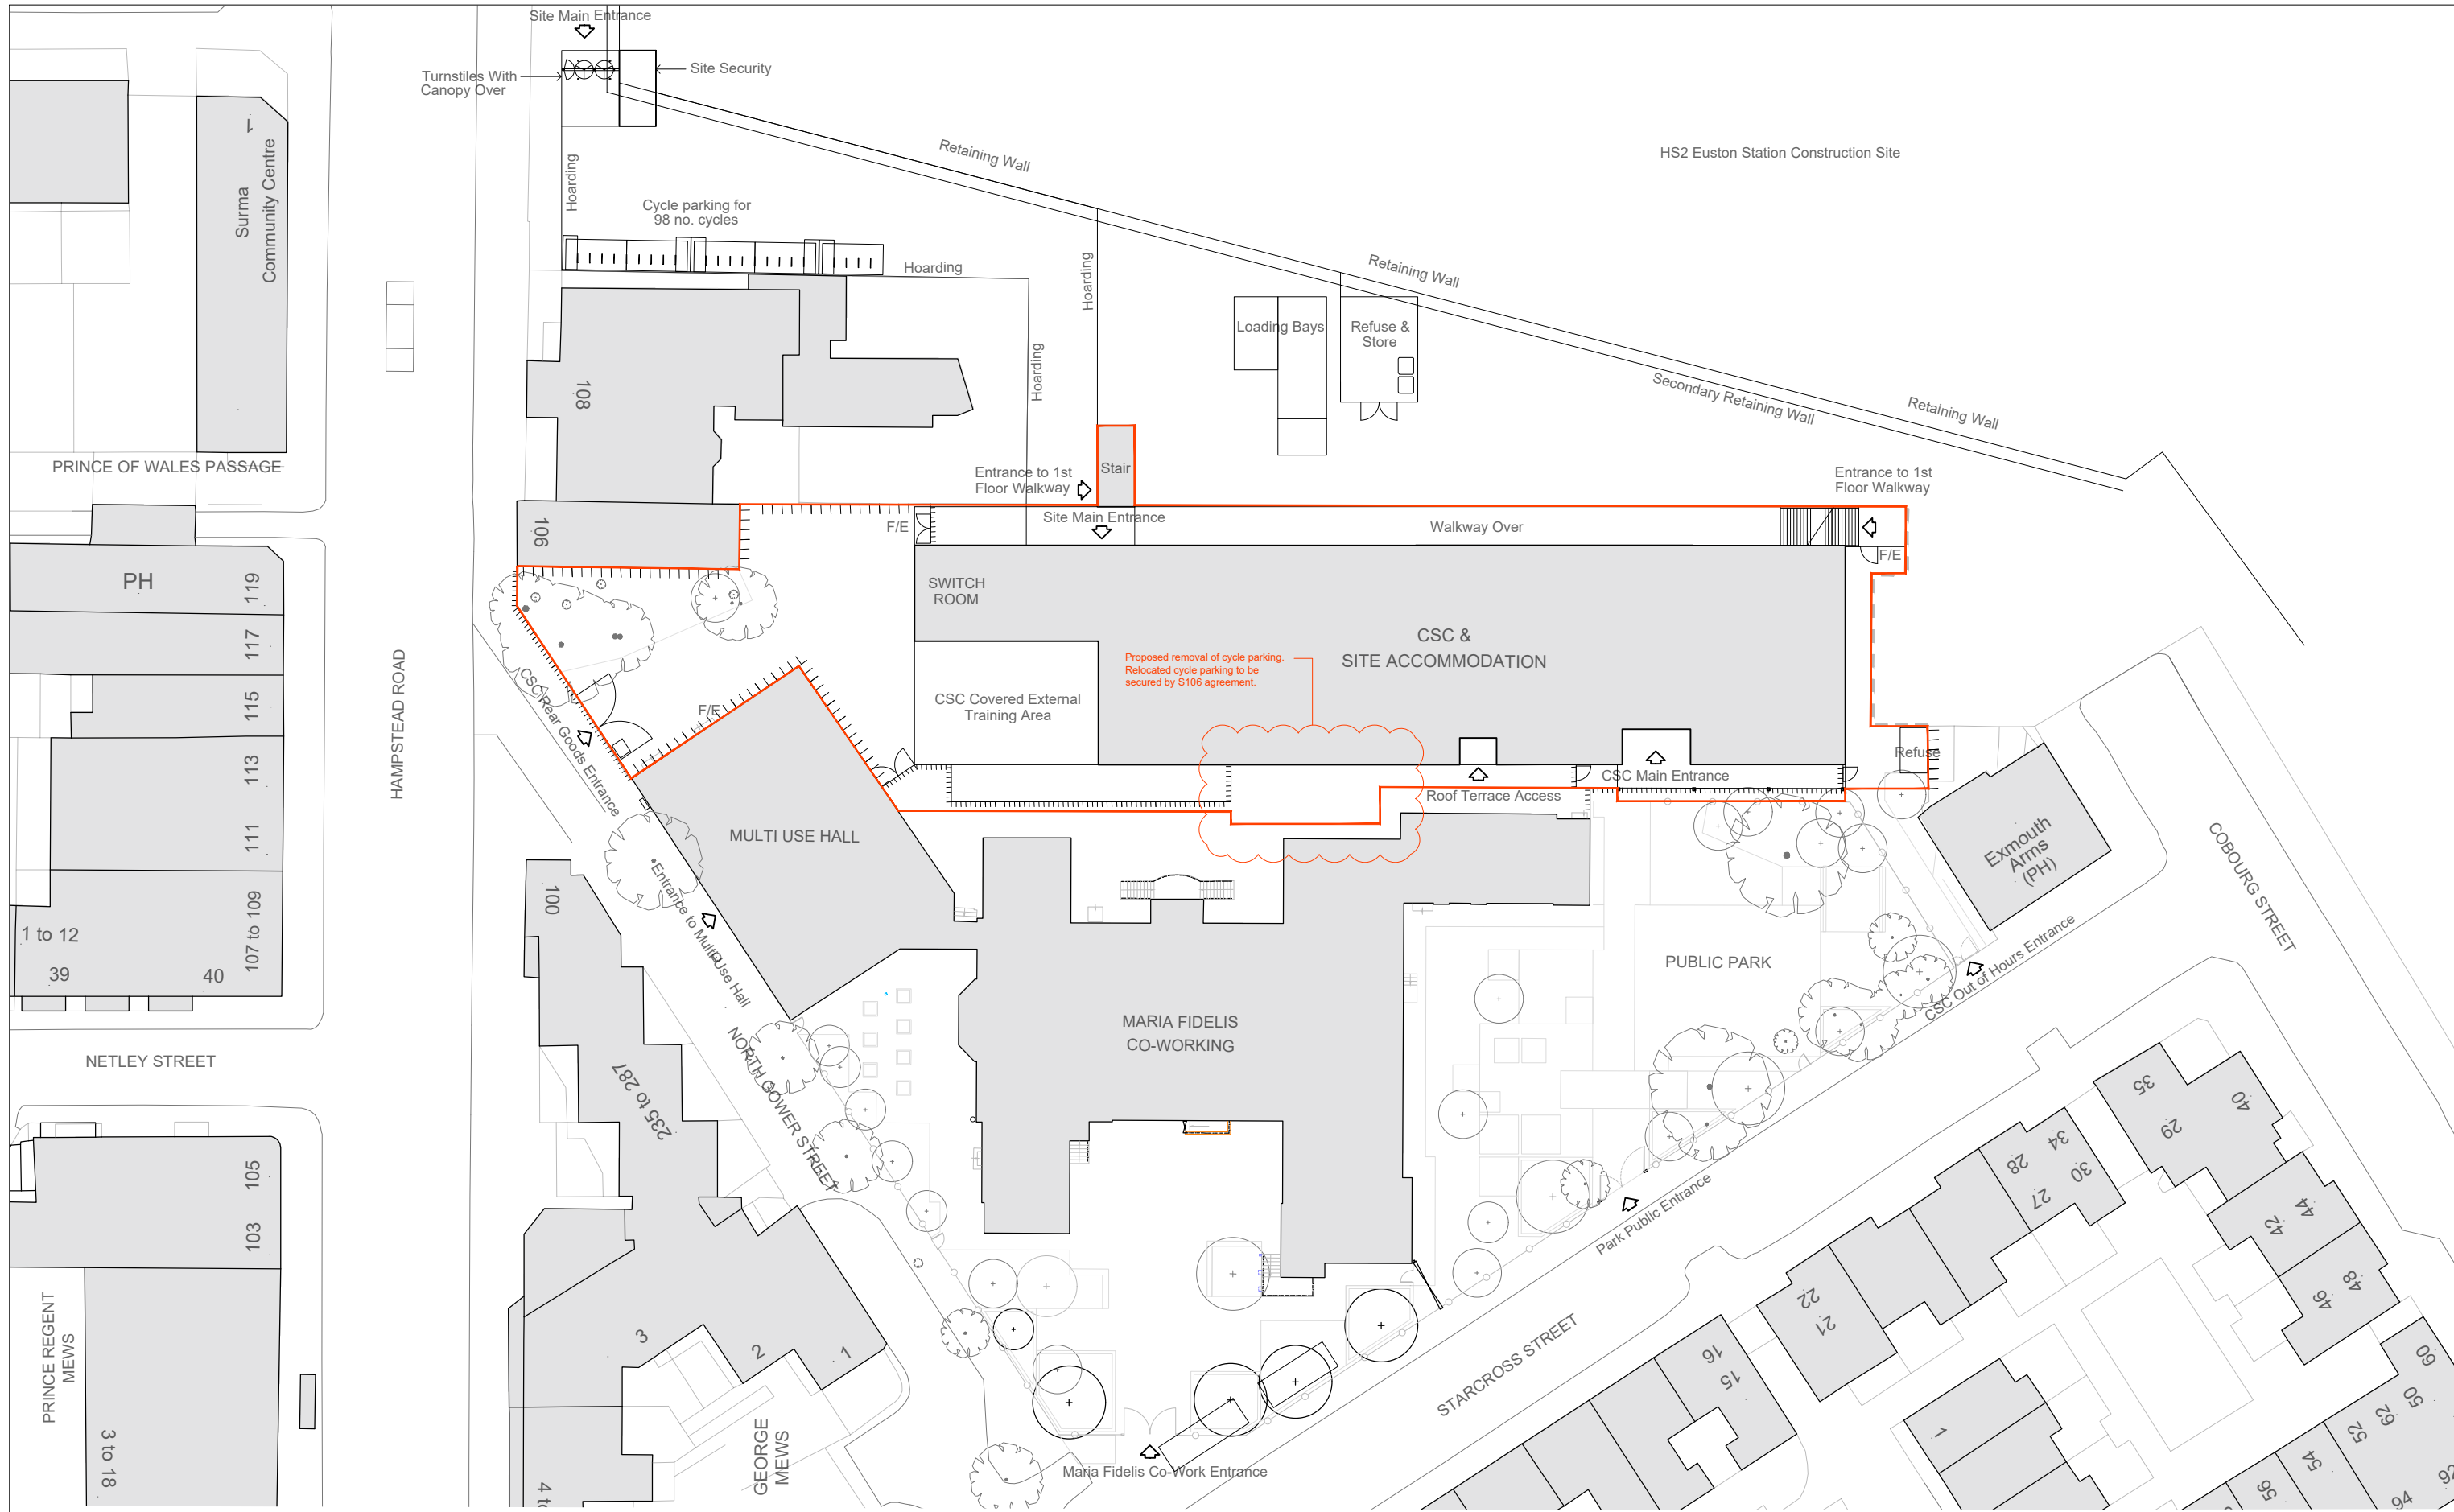 Site Main Entrance
Turnstiles With
Canopy Over
Site Security
Hoarding
Retaining Wall
HS2 Euston Station Construction Site
1
Surma
Community Centre
Cycle parking for
98 no. cycles
Hoarding
Hoarding
Hoarding
Retaining Wall
Loading Bays
Refuse &
Store
Secondary Retaining Wall
Retaining Wall
108
PRINCE OF WALES PASSAGE
Entrance to 1st
Floor Walkway
Stair
Entrance to 1st
Floor Walkway
106
F/E
Site Main Entrance
Walkway Over
F/E
PH
119
117
115
113
111
107 to 109
1 to 12
39
40
HAMPSTEAD ROAD
SWITCH
ROOM
CSC &
SITE ACCOMMODATION
Proposed removal of cycle parking.
Relocated cycle parking to be
secured by S106 agreement.
CSC Covered External
Training Area
CSC Rear Goods Entrance
F/E
Refuse
CSC Main Entrance
Roof Terrace Access
MULTI USE HALL
Exmouth
Arms
(PH)
COBOURG STREET
100
Entrance to Multi Use Hall
PUBLIC PARK
CSC Out of Hours Entrance
MARIA FIDELIS
CO-WORKING
NETLEY STREET
NORTH GOWER STREET
235 to 287
105
103
Park Public Entrance
STARCROSS STREET
35
40
29
34
28
30
27
44
42
48
46
22
21
16
15
60
50
62
52
54
56
94
92
1
PRINCE REGENT
MEWS
3 to 18
3
2
1
GEORGE
MEWS
Maria Fidelis Co-Work Entrance